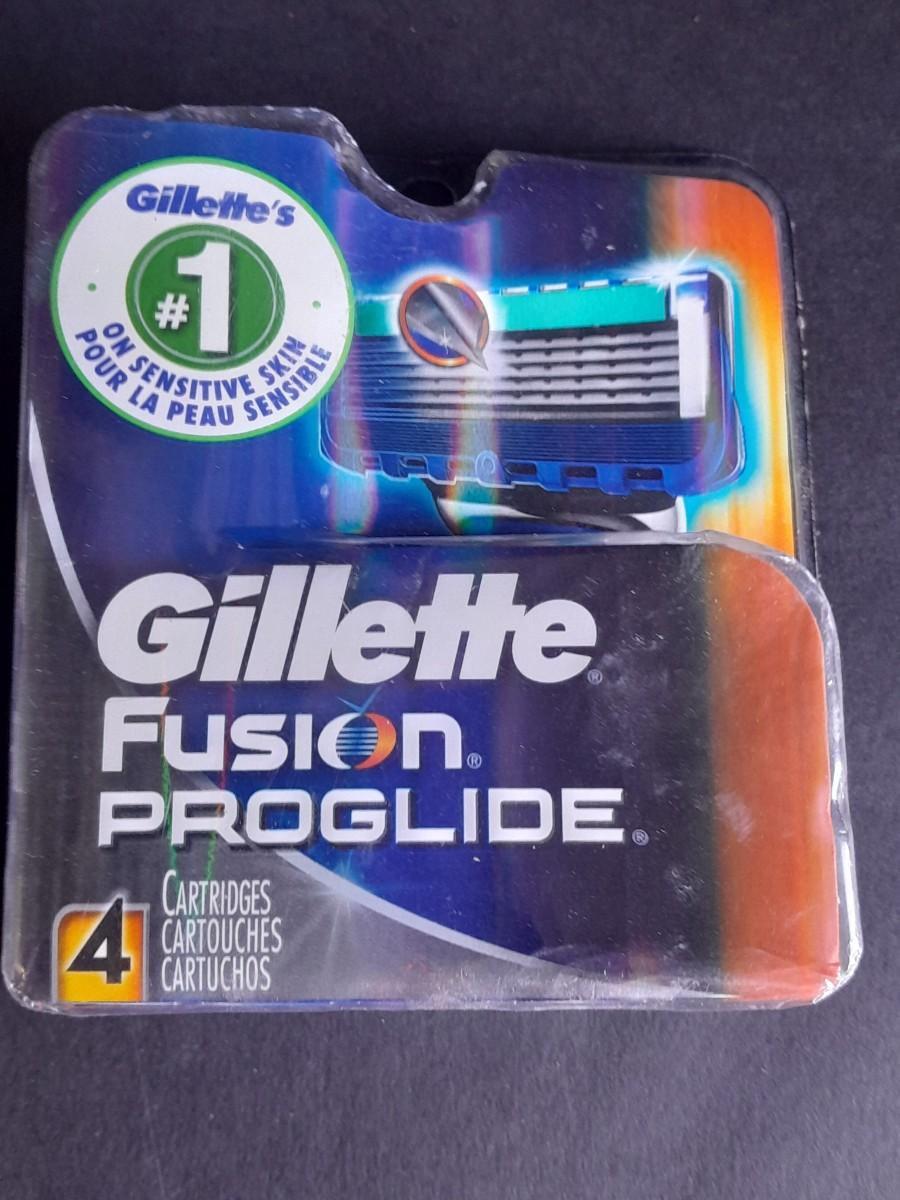 Gillette's
#1
ON SENSITIVE SKIN
POUR LA PEAU SENSIBLE
Gillette®
FUSION®
PROGLIDE®
4
CARTRIDGES
CARTOUCHES
CARTUCHOS